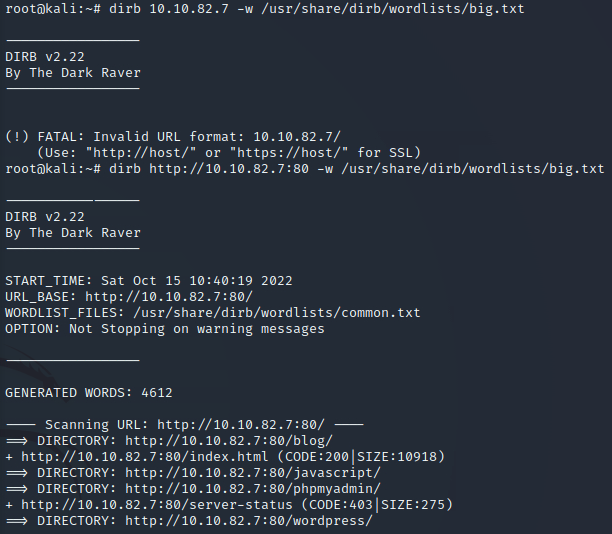 root@kali:~# dirb 10.10.82.7 -w /usr/share/dirb/wordlists/big.txt
-----------------
DIRB v2.22
By The Dark Raver
-----------------
(!) FATAL: Invalid URL format: 10.10.82.7/
(Use: "http://host/" or "https://host/" for SSL)
root@kali:~# dirb http://10.10.82.7:80 -w /usr/share/dirb/wordlists/big.txt
-----------------
DIRB v2.22
By The Dark Raver
-----------------
START_TIME: Sat Oct 15 10:40:19 2022
URL_BASE: http://10.10.82.7:80/
WORDLIST_FILES: /usr/share/dirb/wordlists/common.txt
OPTION: Not Stopping on warning messages
-----------------
GENERATED WORDS: 4612
---- Scanning URL: http://10.10.82.7:80/ ----
==> DIRECTORY: http://10.10.82.7:80/blog/
+ http://10.10.82.7:80/index.html (CODE:200|SIZE:10918)
==> DIRECTORY: http://10.10.82.7:80/javascript/
==> DIRECTORY: http://10.10.82.7:80/phpmyadmin/
+ http://10.10.82.7:80/server-status (CODE:403|SIZE:275)
==> DIRECTORY: http://10.10.82.7:80/wordpress/